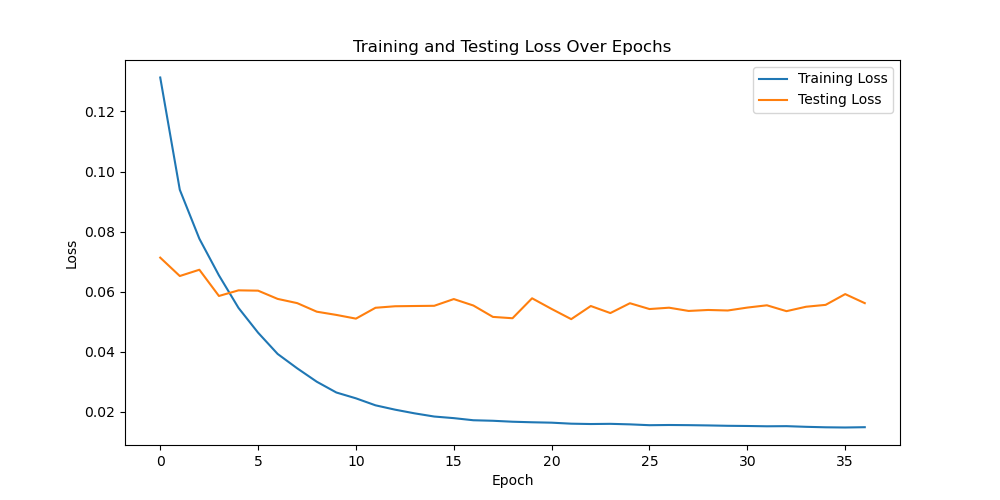 Training and Testing Loss Over Epochs
Training Loss
Testing Loss
0.12
0.10
0.08
0.06
0.04
0.02
Loss
0 5 10 15 20 25 30 35
Epoch